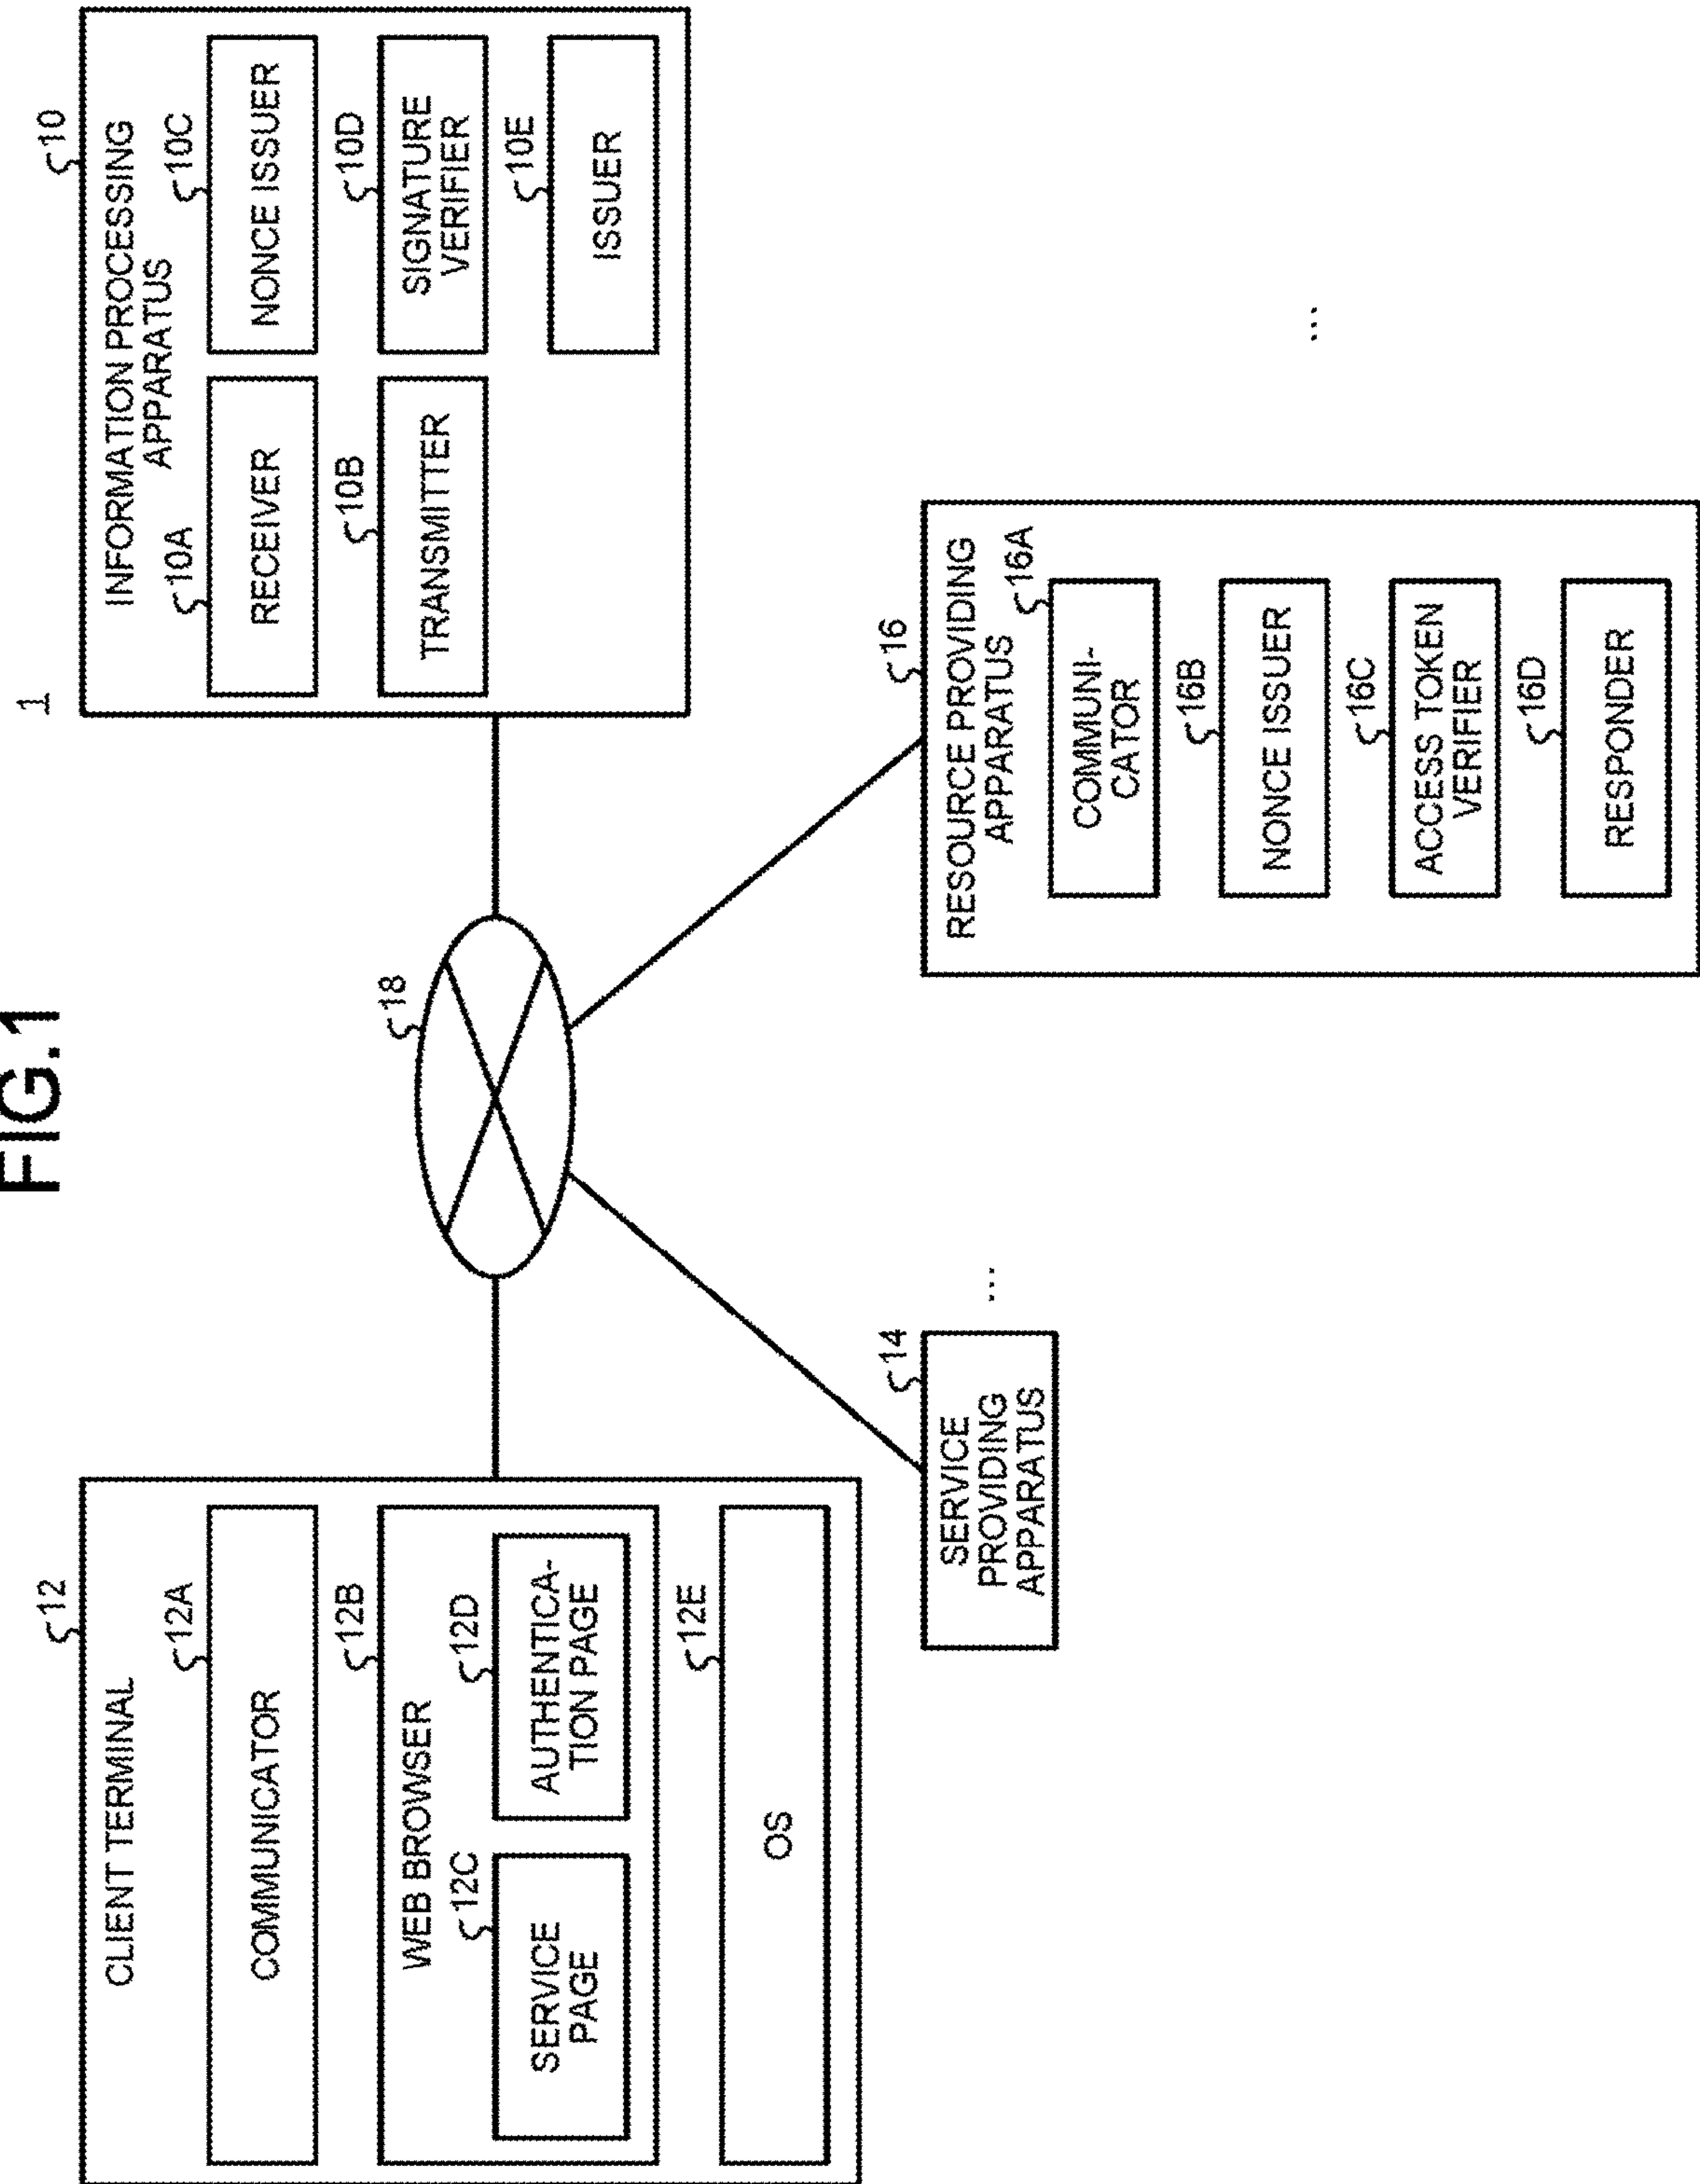 FIG.1
1
12
CLIENT TERMINAL
12A
COMMUNICATOR
12B
WEB BROWSER
12C
SERVICE
PAGE
12D
AUTHENTICA-
TION PAGE
12E
OS
18
10
INFORMATION PROCESSING
APPARATUS
10A
RECEIVER
10B
TRANSMITTER
10C
NONCE ISSUER
10D
SIGNATURE
VERIFIER
10E
ISSUER
14
SERVICE
PROVIDING
APPARATUS
...
16
RESOURCE PROVIDING
APPARATUS
16A
COMMUNI-
CATOR
16B
NONCE ISSUER
16C
ACCESS TOKEN
VERIFIER
16D
RESPONDER
...